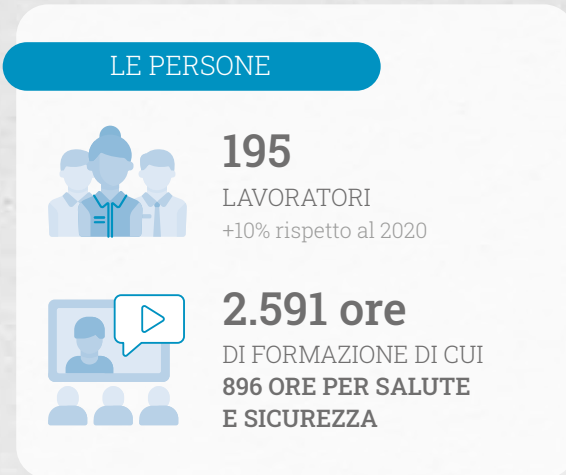 LE PERSONE
195
LAVORATORI
+10% rispetto al 2020
2.591 ore
DI FORMAZIONE DI CUI
896 ORE PER SALUTE
E SICUREZZA